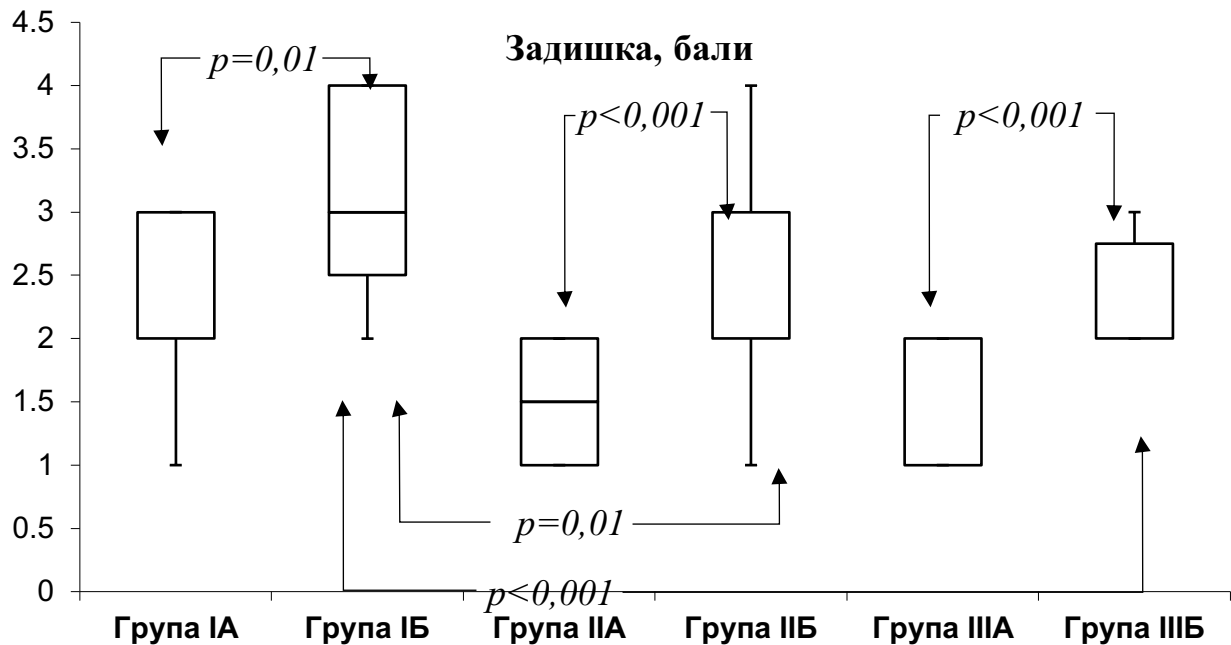 Задишка, бали
4.5
4
3.5
3
2.5
2
1.5
1
0.5
0
p=0,01
p<0,001
p<0,001
p=0,01
p<0,001
Група ІА
Група ІБ
Група ІІА
Група ІІБ
Група ІІІА
Група ІІІБ